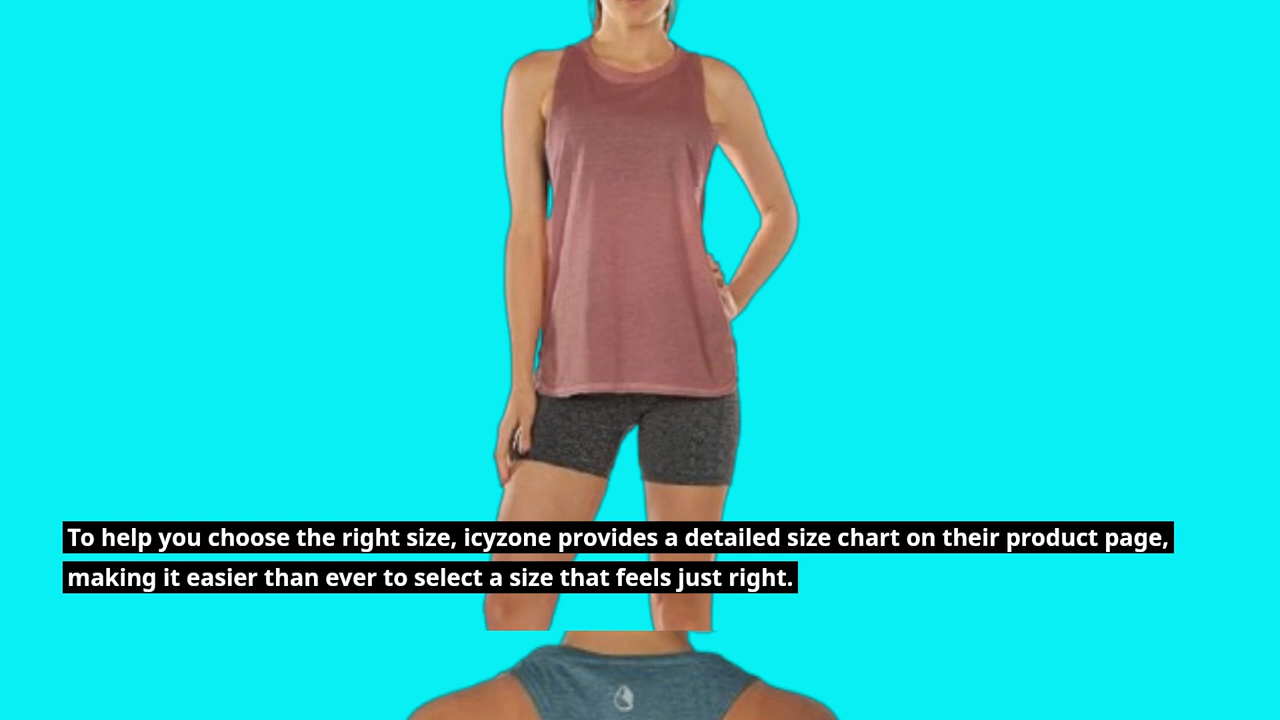 To help you choose the right size, icyzone provides a detailed size chart on their product page,
making it easier than ever to select a size that feels just right.